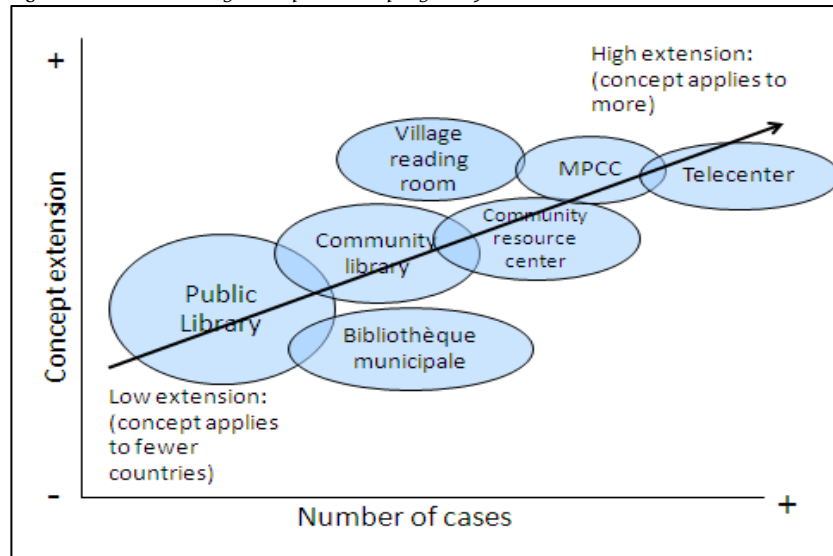 +
High extension:
(concept applies to
more)
Village
reading
room
MPCC
Telecenter
Community
resource
center
Community
library
Public
Library
Bibliothèque
municipale
Concept extension
Low extension:
(concept applies
to fewer
countries)
-
Number of cases
+